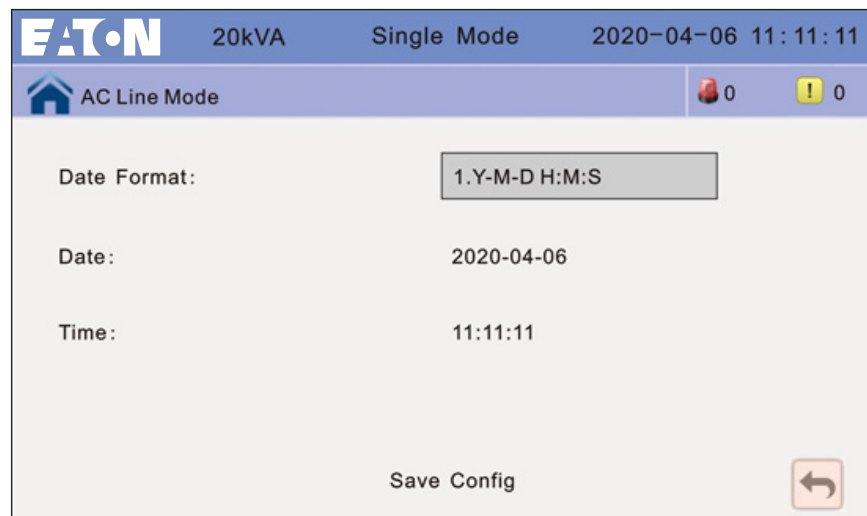 EATON 20kVA Single Mode 2020-04-06 11:11:11
AC Line Mode 0 ! 0
Date Format: 1.Y-M-D H:M:S
Date: 2020-04-06
Time: 11:11:11
Save Config